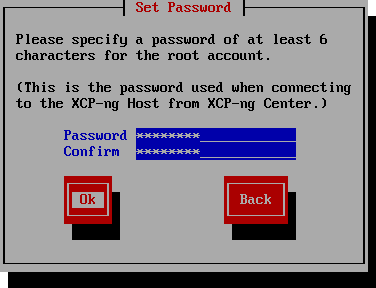 Set Password
Please specify a password of at least 6
characters for the root account.
(This is the password used when connecting
to the XCP-ng Host from XCP-ng Center.)
Password ********
Confirm ********
Ok Back